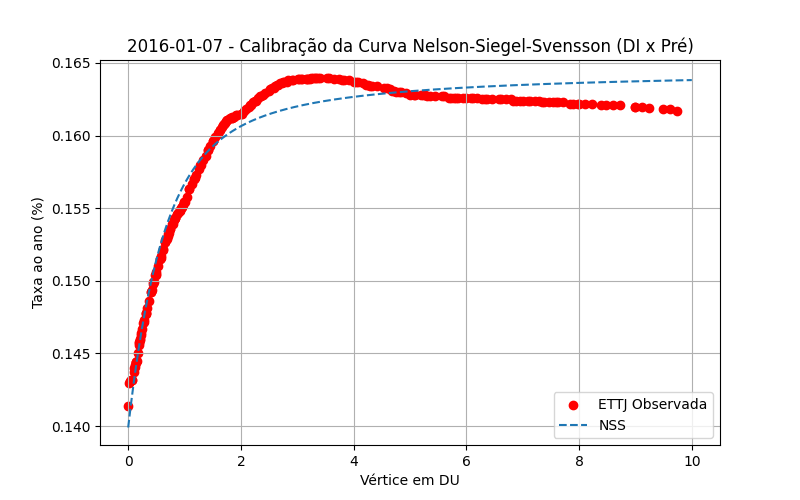 2016-01-07 - Calibração da Curva Nelson-Siegel-Svensson (DI x Pré)
0.165
0.160
0.155
0.150
0.145
0.140
Taxa ao ano (%)
ETTJ Observada
NSS
0 2 4 6 8 10
Vértice em DU